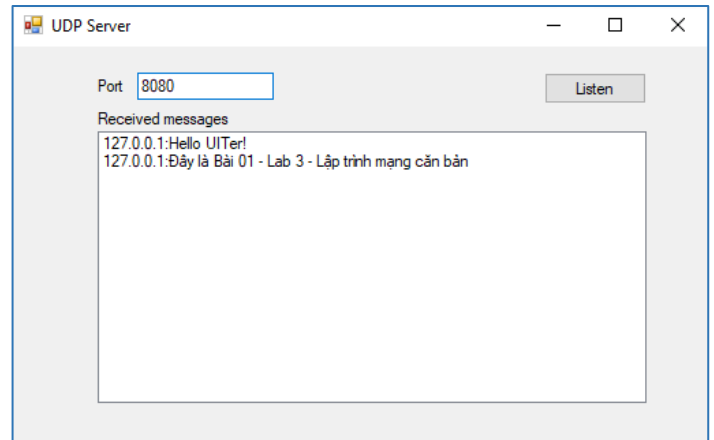 UDP Server
Port 8080 Listen
Received messages
127.0.0.1:Hello UITer!
127.0.0.1:Đây là Bài 01 - Lab 3 - Lập trình mạng căn bản